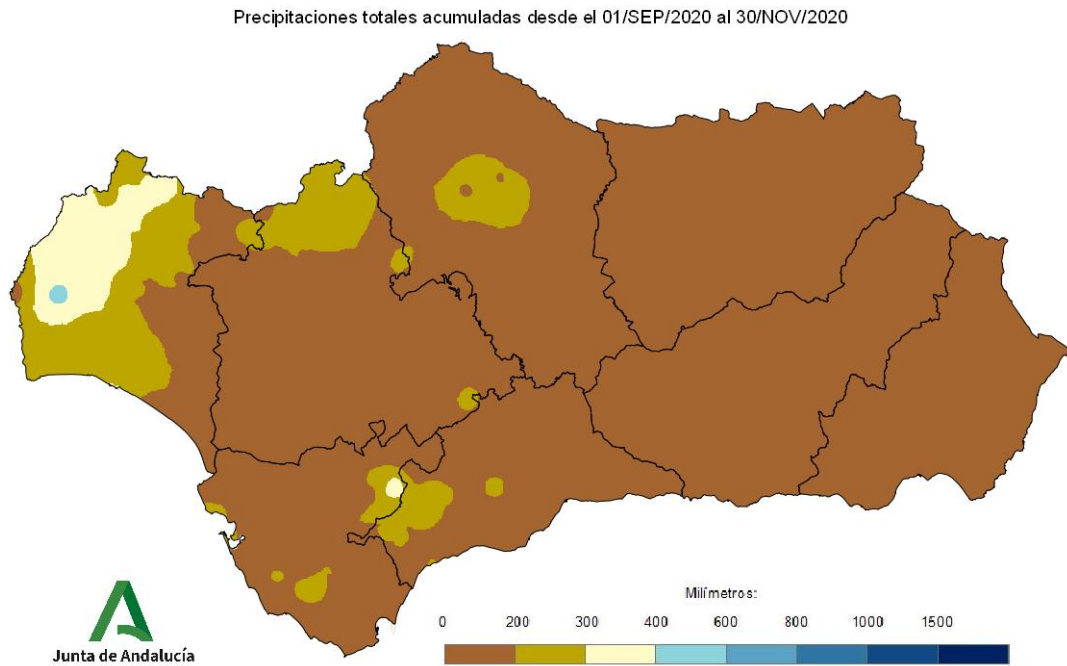 Precipitaciones totales acumuladas desde el 01/SEP/2020 al 30/NOV/2020
Milímetros:
0 200 300 400 600 800 1000 1500
Junta de Andalucía